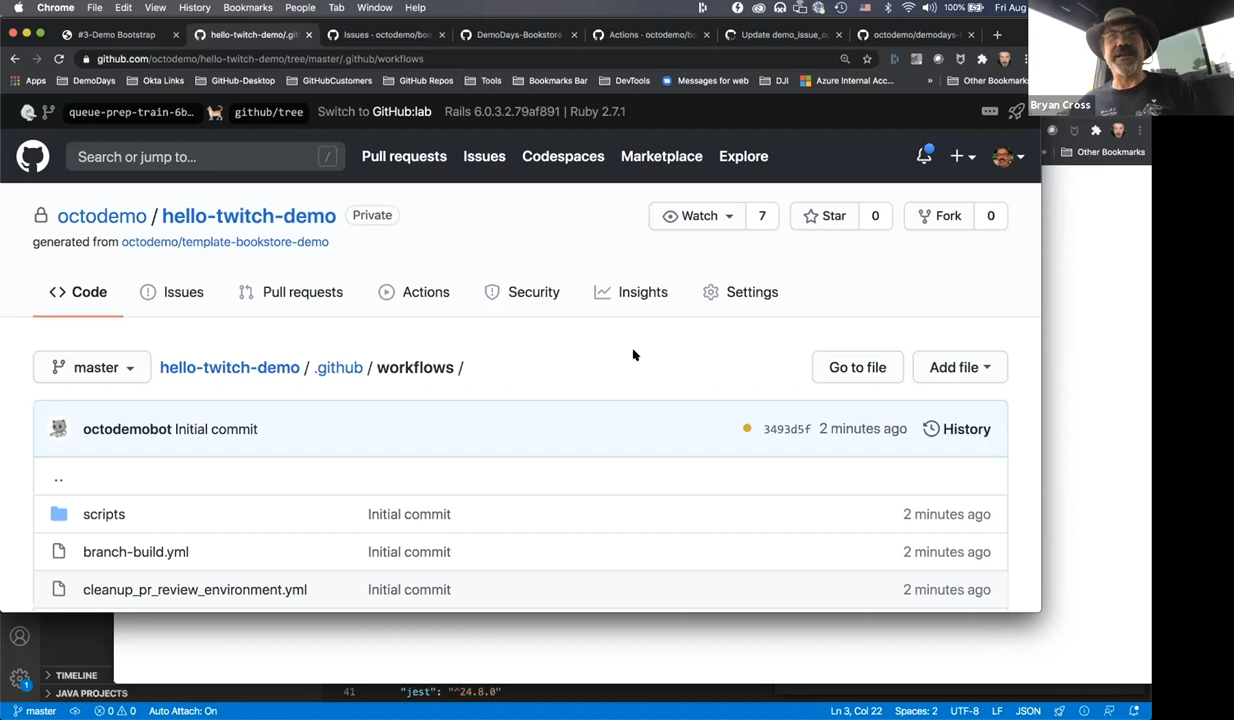 Chrome File Edit View History Bookmarks People Tab Window Help 100% Fri Aug
#3-Demo Bootstrap hello-twitch-demo/.git Issues · octodemo/boo DemoDays-Bookstore Actions · octodemo/bo Update demo_issue_o octodemo/demodays-
github.com/octodemo/hello-twitch-demo/tree/master/.github/workflows
Apps DemoDays Okta Links GitHub-Desktop GitHubCustomers GitHub Repos Tools Bookmarks Bar DevTools Messages for web DJI Azure Internal Acc... » Other Bookmarks
Bryan Cross
queue-prep-train-6b... github/tree Switch to GitHub:lab Rails 6.0.3.2.79af891 | Ruby 2.7.1
» Other Bookmarks
Search or jump to... / Pull requests Issues Codespaces Marketplace Explore
octodemo / hello-twitch-demo Private Watch 7 Star 0 Fork 0
generated from octodemo/template-bookstore-demo
Code Issues Pull requests Actions Security Insights Settings
master hello-twitch-demo / .github / workflows / Go to file Add file
octodemobot Initial commit 3493d5f 2 minutes ago History
..
scripts Initial commit 2 minutes ago
branch-build.yml Initial commit 2 minutes ago
cleanup_pr_review_environment.yml Initial commit 2 minutes ago
TIMELINE
1
JAVA PROJECTS 41 "jest": "^24.8.0"
master 0 0 Auto Attach: On Ln 3, Col 22 Spaces: 2 UTF-8 LF JSON